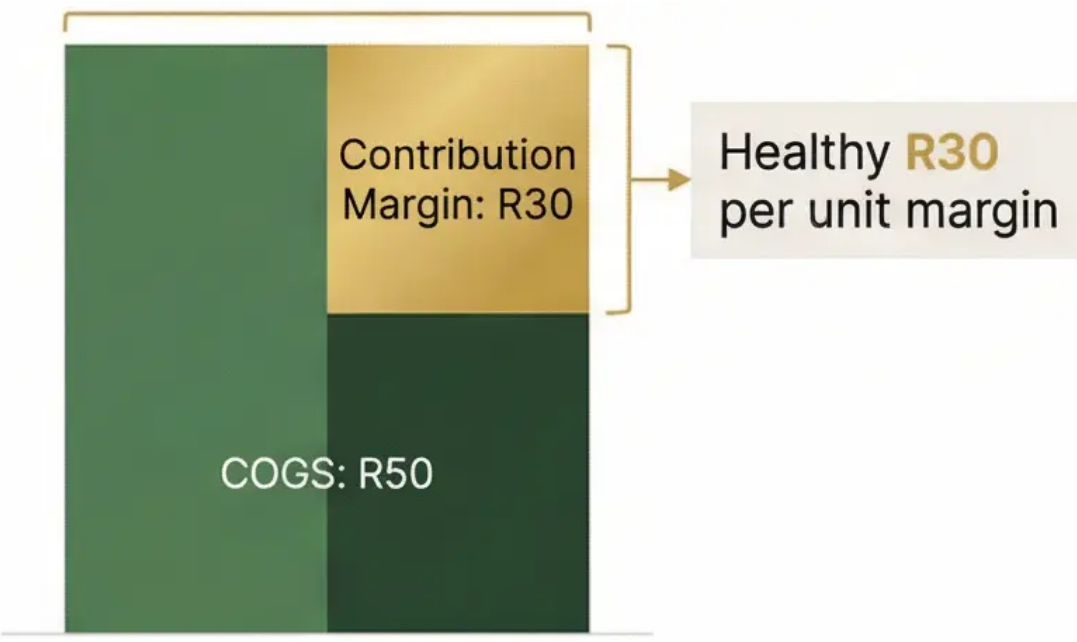 Contribution
Margin: R30
Healthy R30
per unit margin
COGS: R50